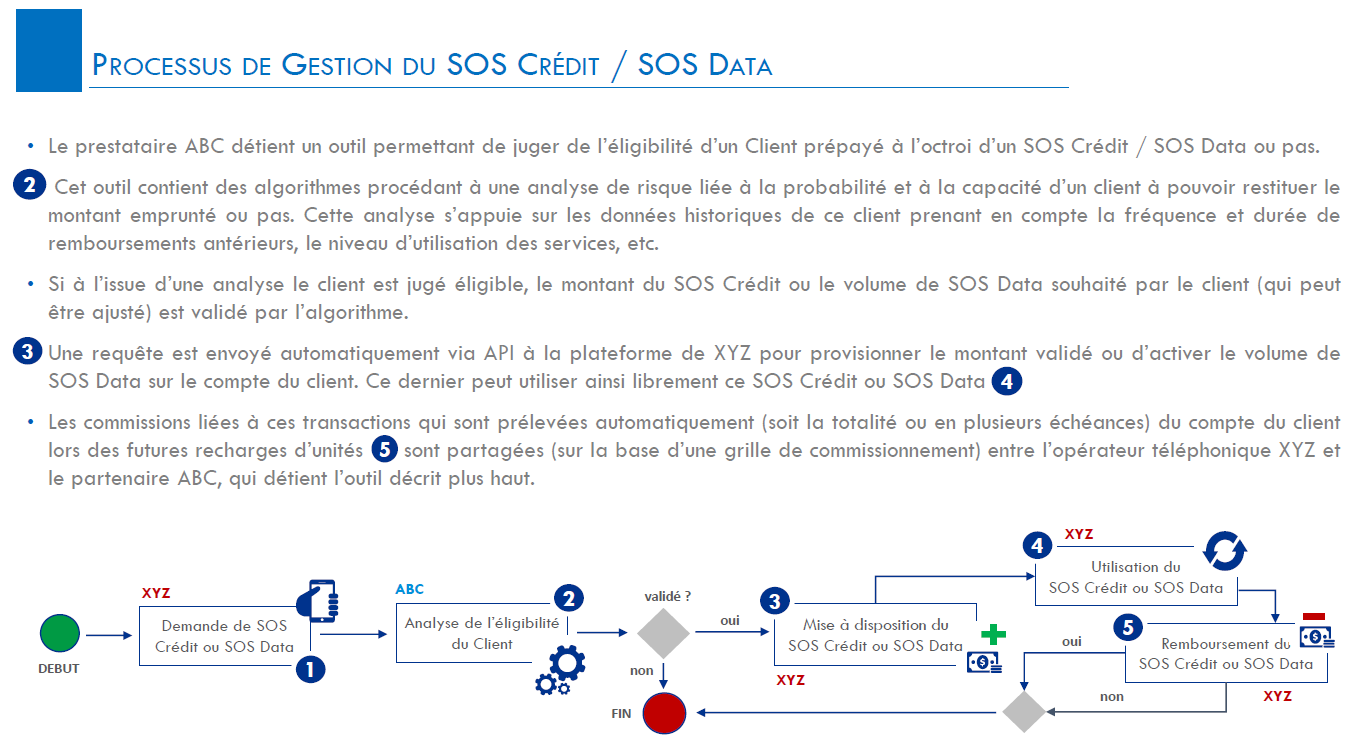 PROCESSUS DE GESTION DU SOS CRÉDIT / SOS DATA
• Le prestataire ABC détient un outil permettant de juger de l’éligibilité d’un Client prépayé à l’octroi d’un SOS Crédit / SOS Data ou pas.
2 Cet outil contient des algorithmes procédant à une analyse de risque liée à la probabilité et à la capacité d’un client à pouvoir restituer le
montant emprunté ou pas. Cette analyse s’appuie sur les données historiques de ce client prenant en compte la fréquence et durée de
remboursements antérieurs, le niveau d’utilisation des services, etc.
• Si à l’issue d’une analyse le client est jugé éligible, le montant du SOS Crédit ou le volume de SOS Data souhaité par le client (qui peut
être ajusté) est validé par l’algorithme.
3 Une requête est envoyé automatiquement via API à la plateforme de XYZ pour provisionner le montant validé ou d’activer le volume de
SOS Data sur le compte du client. Ce dernier peut utiliser ainsi librement ce SOS Crédit ou SOS Data 4
• Les commissions liées à ces transactions qui sont prélevées automatiquement (soit la totalité ou en plusieurs échéances) du compte du client
lors des futures recharges d’unités 5 sont partagées (sur la base d’une grille de commissionnement) entre l’opérateur téléphonique XYZ et
le partenaire ABC, qui détient l’outil décrit plus haut.
DEBUT
XYZ
Demande de SOS
Crédit ou SOS Data
1
ABC
2
Analyse de l’éligibilité
du Client
validé ?
oui
non
FIN
3
Mise à disposition du
SOS Crédit ou SOS Data
$
XYZ
4
XYZ
Utilisation du
SOS Crédit ou SOS Data
5
Remboursement du
SOS Crédit ou SOS Data
$
XYZ
oui
non